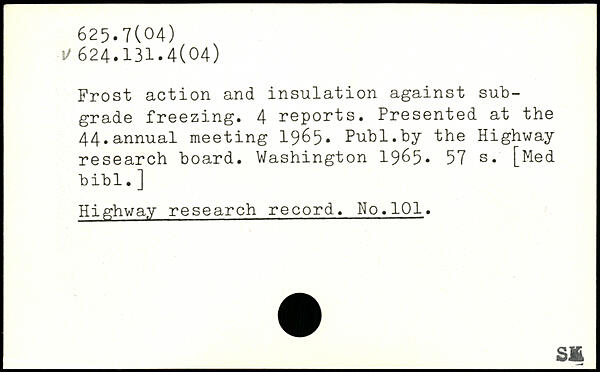 625.7(04)
v 624.131.4(04)
Frost action and insulation against sub-
grade freezing. 4 reports. Presented at the
44.annual meeting 1965. Publ.by the Highway
research board. Washington 1965. 57 s. [Med
bibl.]
Highway research record. No.101.
SK